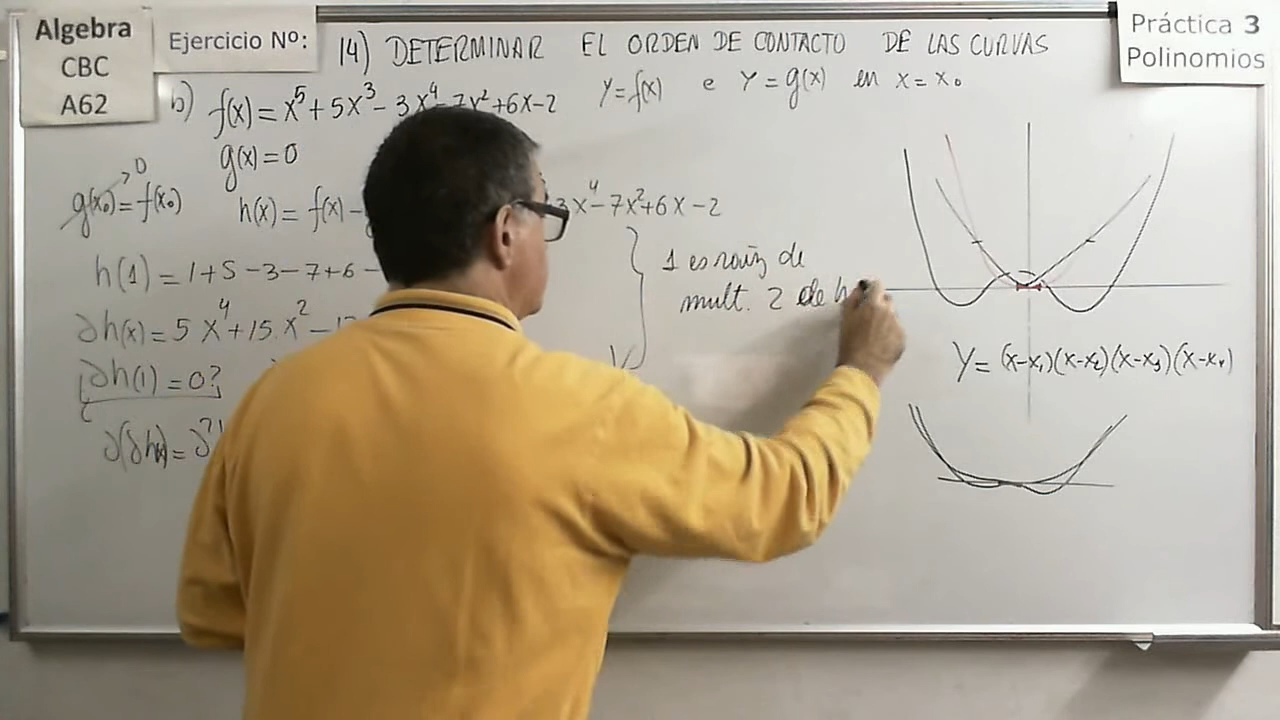 Algebra
CBC
A62
Ejercicio Nº:
Práctica 3
Polinomios
14) DETERMINAR EL ORDEN DE CONTACTO DE LAS CURVAS
y = f(x) e y = g(x) en x = x₀
b) f(x) = x⁵ + 5x³ - 3x⁴ - 7x² + 6x - 2
g(x) = 0
0
g(x₀) = f(x₀)
h(x) = f(x) - 3x⁴ - 7x² + 6x - 2
h(1) = 1 + 5 - 3 - 7 + 6 -
∂h(x) = 5x⁴ + 15x² - 1
∂h(1) = 0?
1 es raíz de
mult. 2 de h
y = (x-x₁)(x-x₂)(x-x₃)(x-x₄)